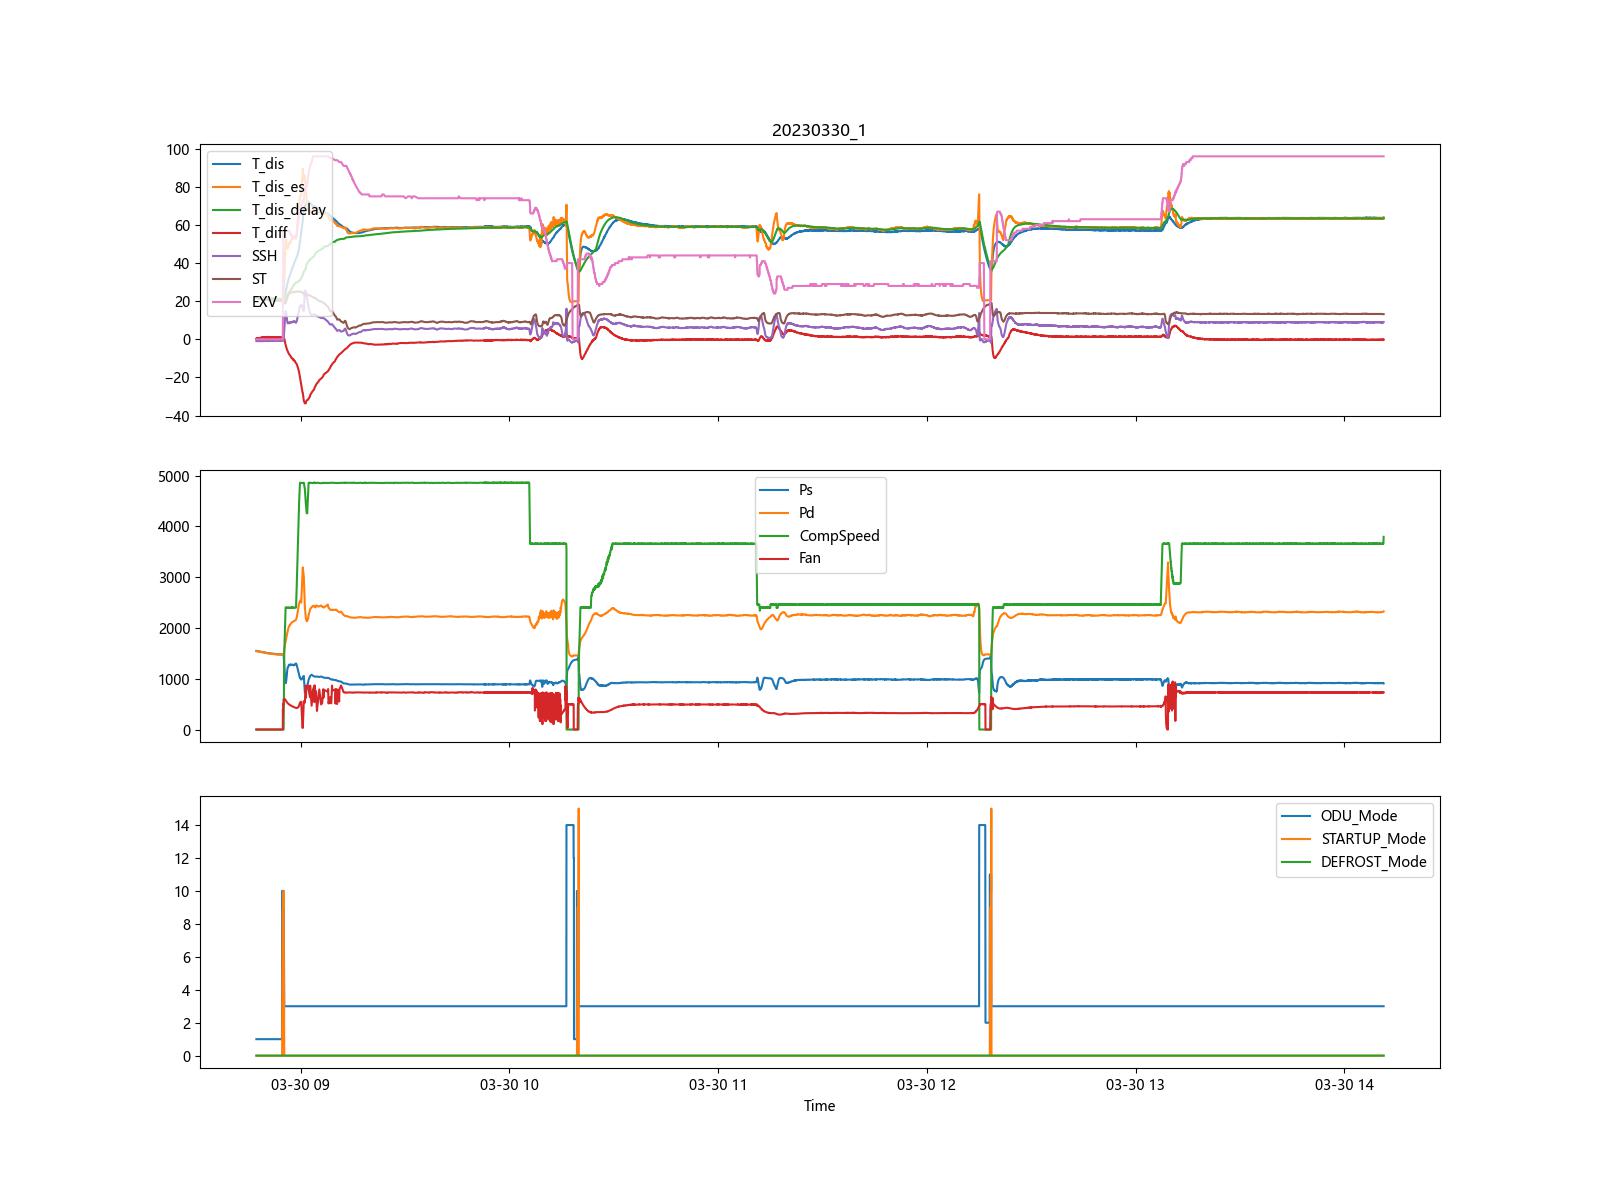 20230330_1
100
80
60
40
20
0
−20
−40
T_dis
T_dis_es
T_dis_delay
T_diff
SSH
ST
EXV
5000
4000
3000
2000
1000
0
Ps
Pd
CompSpeed
Fan
14
12
10
8
6
4
2
0
ODU_Mode
STARTUP_Mode
DEFROST_Mode
03-30 09 03-30 10 03-30 11 03-30 12 03-30 13 03-30 14
Time